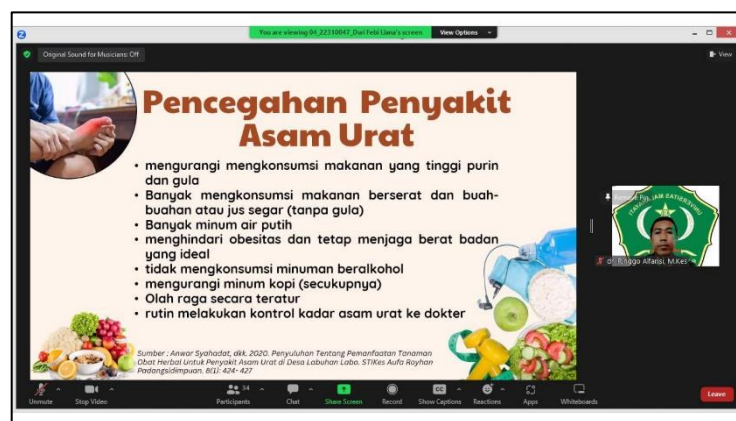 You are viewing 04_22310047_Dwi Febi Liana's screen
View Options
Original Sound for Musicians: Off
View
Pencegahan Penyakit
Asam Urat
• mengurangi mengkonsumsi makanan yang tinggi purin
dan gula
• Banyak mengkonsumsi makanan berserat dan buah-
buahan atau jus segar (tanpa gula)
• Banyak minum air putih
• menghindari obesitas dan tetap menjaga berat badan
yang ideal
• tidak mengkonsumsi minuman beralkohol
• mengurangi minum kopi (secukupnya)
• Olah raga secara teratur
• rutin melakukan kontrol kadar asam urat ke dokter
Sumber : Anwar Syahadat, dkk. 2020. Penyuluhan Tentang Pemanfaatan Tanaman
Obat Herbal Untuk Penyakit Asam Urat di Desa Labuhan Labo. STIKes Aufa Royhan
Padangsidimpuan. 8(1): 424- 427
Remove Pin
dr. Ringgo Alfarisi, M.Kes
Unmute
Stop Video
34
Participants
Chat
Share Screen
Record
CC
Show Captions
Reactions
Apps
Whiteboards
Leave